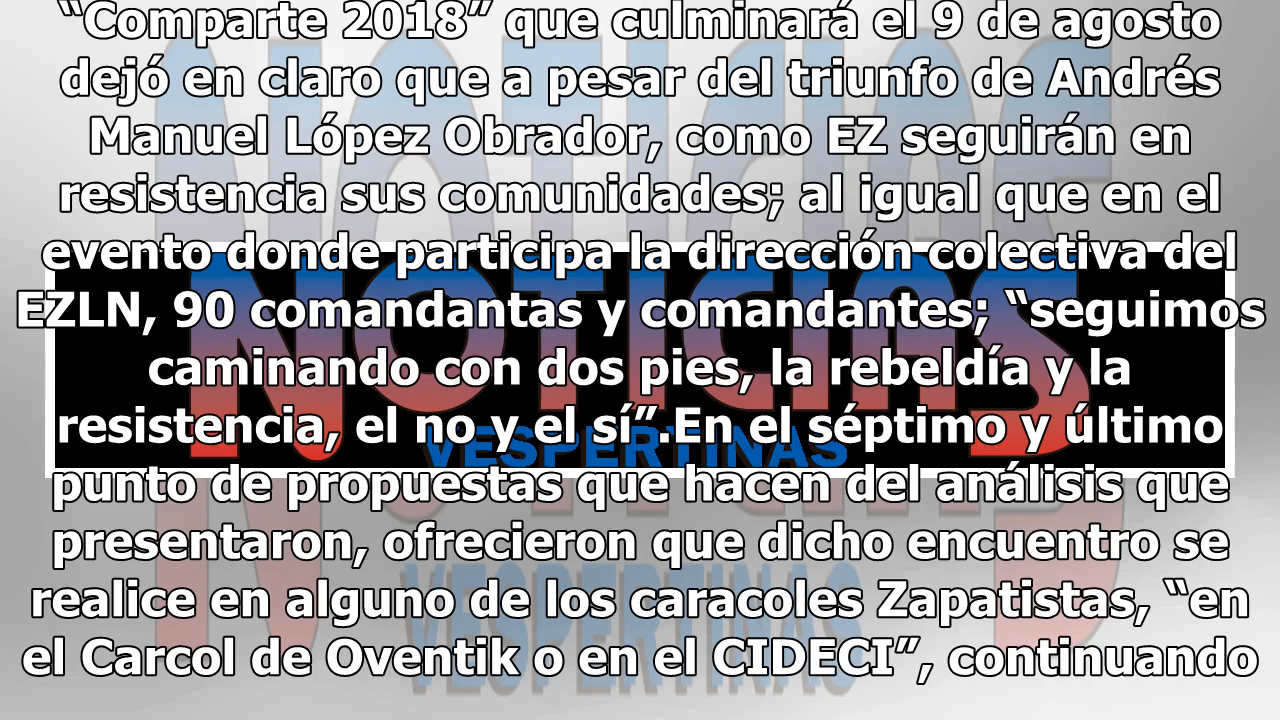 “Comparte 2018” que culminará el 9 de agosto
dejó en claro que a pesar del triunfo de Andrés
Manuel López Obrador, como EZ seguirán en
resistencia sus comunidades; al igual que en el
evento donde participa la dirección colectiva del
EZLN, 90 comandantas y comandantes; “seguimos
caminando con dos pies, la rebeldía y la
resistencia, el no y el sí”.En el séptimo y último
punto de propuestas que hacen del análisis que
presentaron, ofrecieron que dicho encuentro se
realice en alguno de los caracoles Zapatistas, “en
el Carcol de Oventik o en el CIDECI”, continuando
NOTICIAS
VESPERTINAS